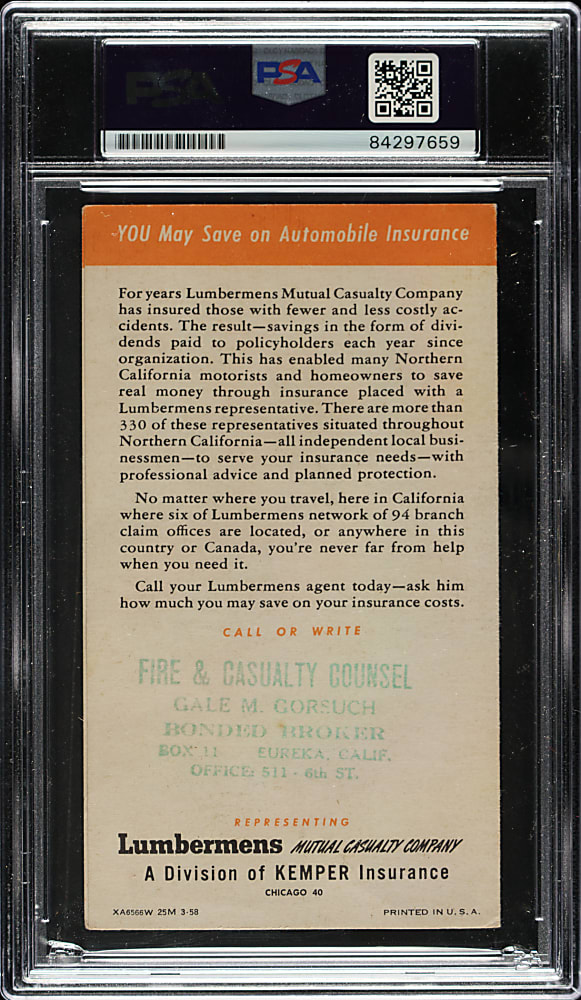 PSA
84297659
YOU May Save on Automobile Insurance
For years Lumbermens Mutual Casualty Company
has insured those with fewer and less costly ac-
cidents. The result—savings in the form of divi-
dends paid to policyholders each year since
organization. This has enabled many Northern
California motorists and homeowners to save
real money through insurance placed with a
Lumbermens representative. There are more than
330 of these representatives situated throughout
Northern California—all independent local busi-
nessmen—to serve your insurance needs—with
professional advice and planned protection.
No matter where you travel, here in California
where six of Lumbermens network of 94 branch
claim offices are located, or anywhere in this
country or Canada, you're never far from help
when you need it.
Call your Lumbermens agent today—ask him
how much you may save on your insurance costs.
CALL OR WRITE
FIRE & CASUALTY COUNSEL
GALE M. GORSUCH
BONDED BROKER
BOX 11 EUREKA, CALIF.
OFFICE: 511 - 6th ST.
REPRESENTING
Lumbermens MUTUAL CASUALTY COMPANY
A Division of KEMPER Insurance
CHICAGO 40
XA6566W 25M 3-58 PRINTED IN U.S.A.